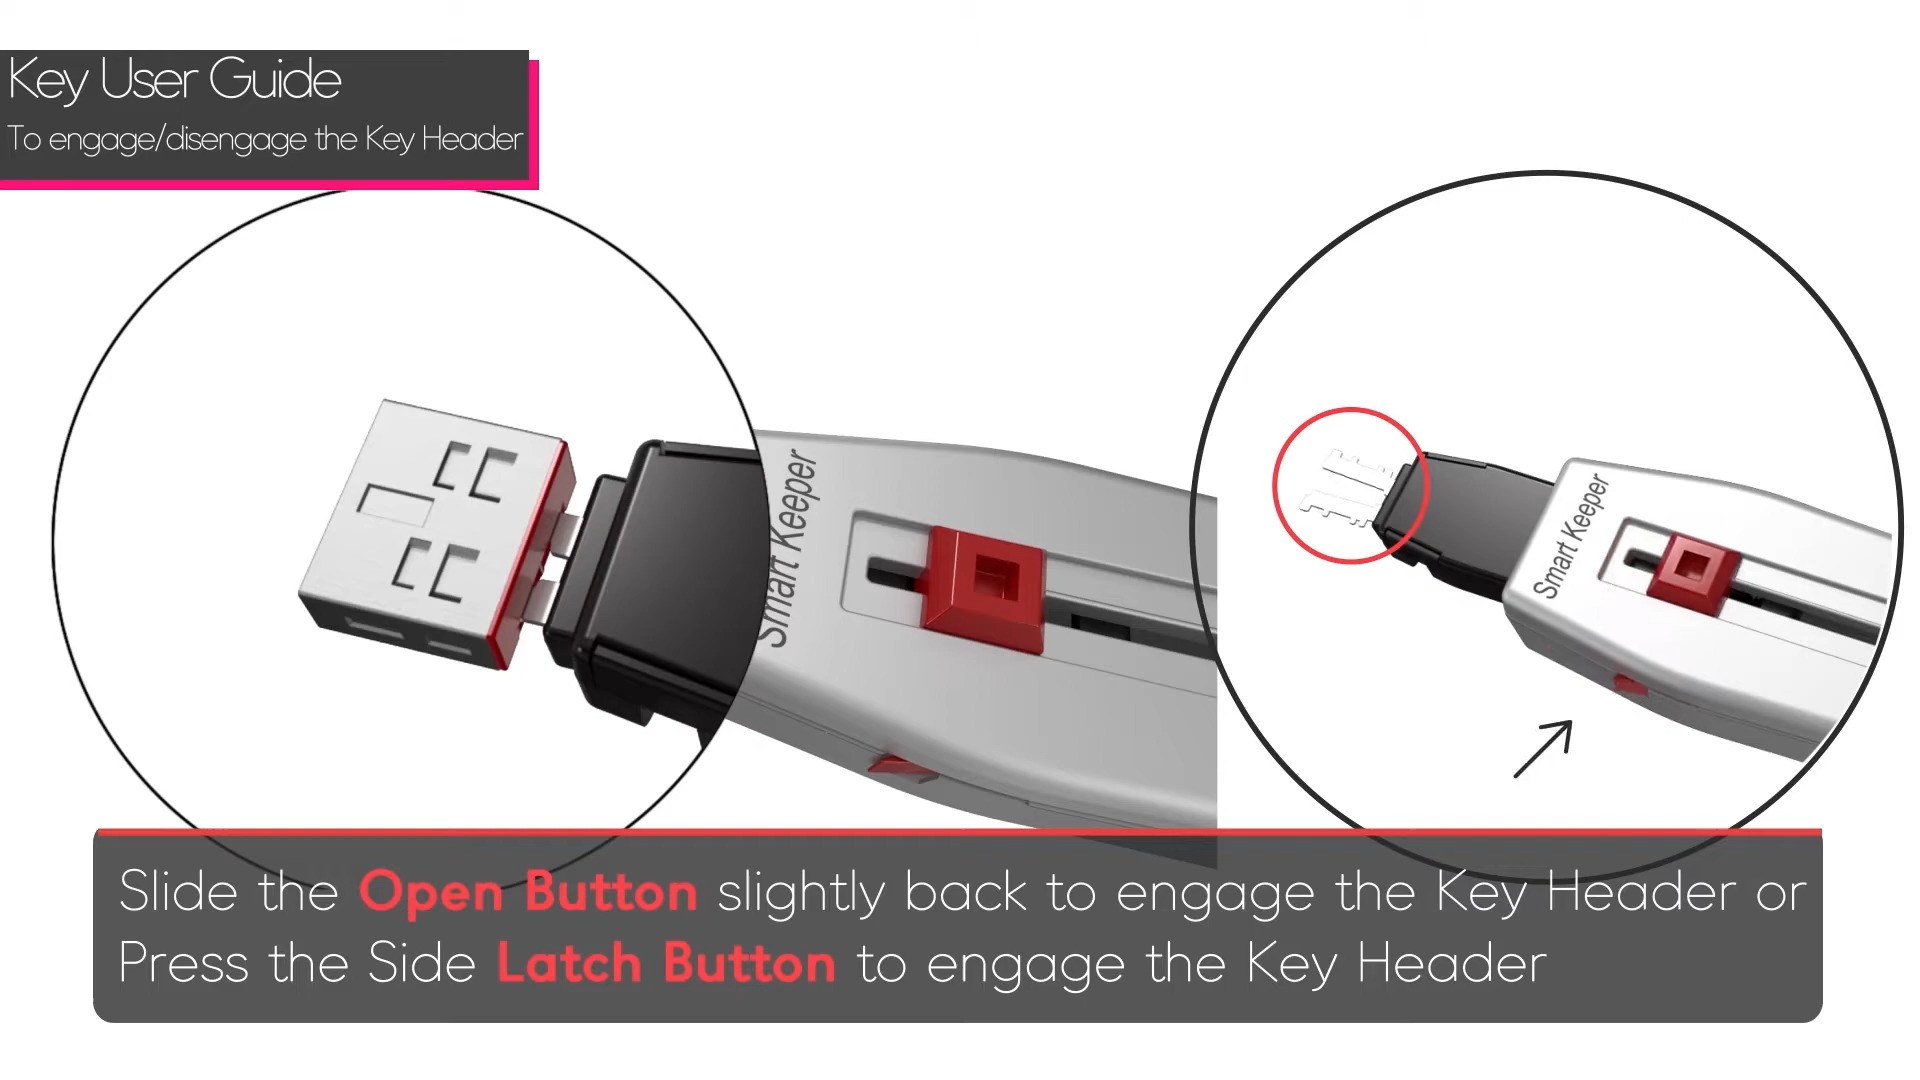 Key User Guide
To engage/disengage the Key Header
Smart Keeper
Smart Keeper
Slide the Open Button slightly back to engage the Key Header or
Press the Side Latch Button to engage the Key Header